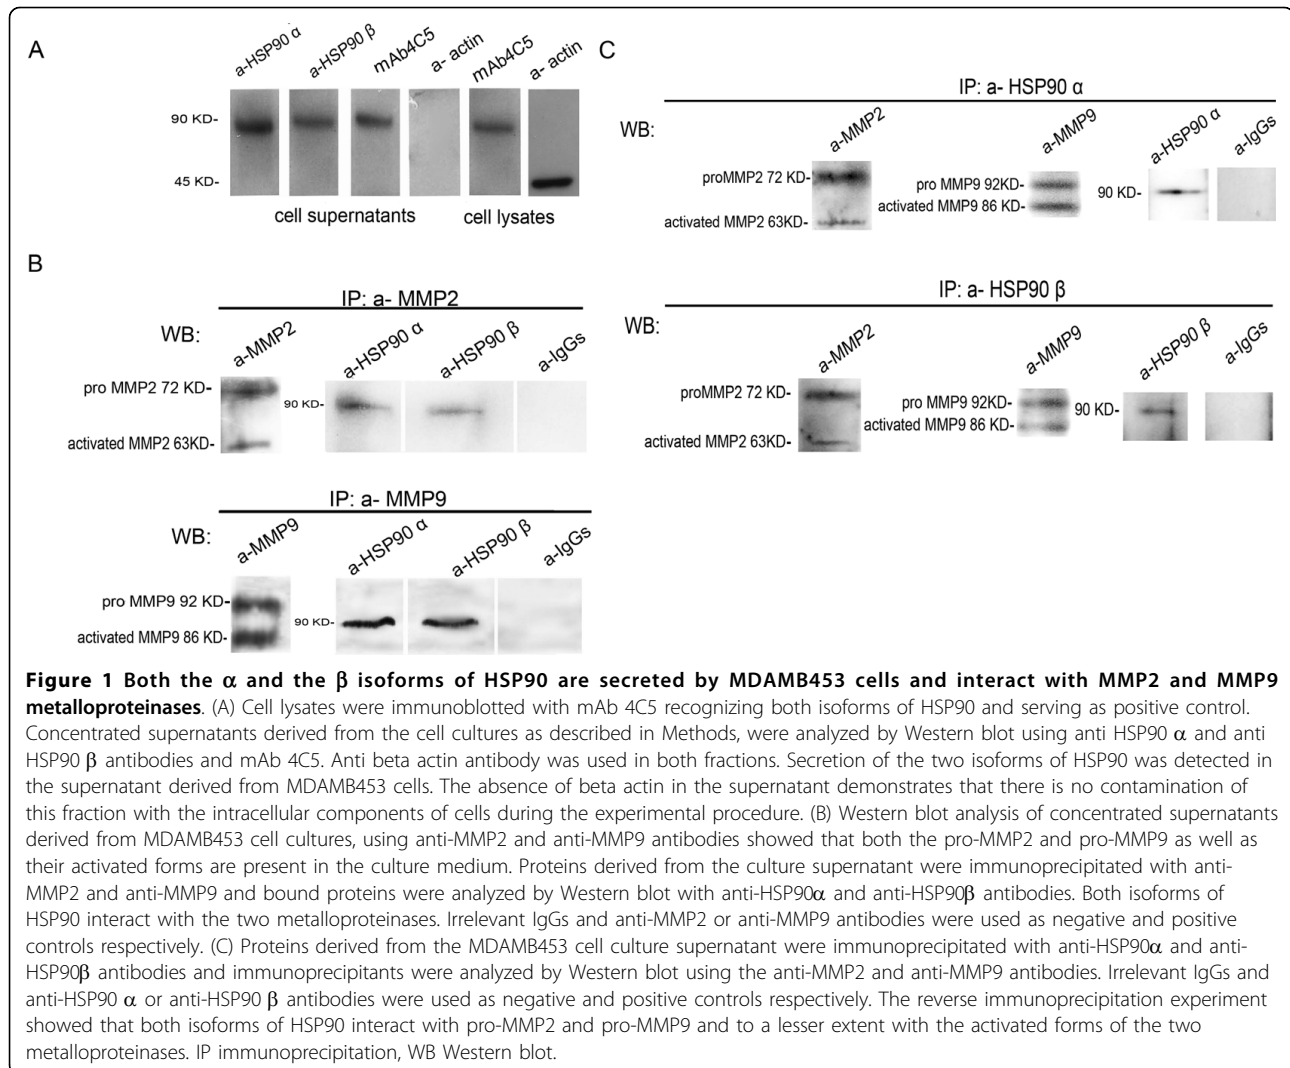 A
a-HSP90 α
a-HSP90 β
mAb4C5
a- actin
mAb4C5
a- actin
90 KD-
45 KD-
cell supernatants
cell lysates
B
IP: a- MMP2
WB:
a-MMP2
a-HSP90 α
a-HSP90 β
a-IgGs
pro MMP2 72 KD-
90 KD-
activated MMP2 63KD-
IP: a- MMP9
WB:
a-MMP9
a-HSP90 α
a-HSP90 β
a-IgGs
pro MMP9 92 KD-
90 KD-
activated MMP9 86 KD-
C
IP: a- HSP90 α
WB:
a-MMP2
a-MMP9
a-HSP90 α
a-IgGs
proMMP2 72 KD-
pro MMP9 92KD-
90 KD-
activated MMP9 86 KD-
activated MMP2 63KD-
IP: a- HSP90 β
WB:
a-MMP2
a-MMP9
a-HSP90 β
a-IgGs
proMMP2 72 KD-
pro MMP9 92KD-
90 KD-
activated MMP9 86 KD-
activated MMP2 63KD-
Figure 1 Both the α and the β isoforms of HSP90 are secreted by MDAMB453 cells and interact with MMP2 and MMP9
metalloproteinases. (A) Cell lysates were immunoblotted with mAb 4C5 recognizing both isoforms of HSP90 and serving as positive control.
Concentrated supernatants derived from the cell cultures as described in Methods, were analyzed by Western blot using anti HSP90 α and anti
HSP90 β antibodies and mAb 4C5. Anti beta actin antibody was used in both fractions. Secretion of the two isoforms of HSP90 was detected in
the supernatant derived from MDAMB453 cells. The absence of beta actin in the supernatant demonstrates that there is no contamination of
this fraction with the intracellular components of cells during the experimental procedure. (B) Western blot analysis of concentrated supernatants
derived from MDAMB453 cell cultures, using anti-MMP2 and anti-MMP9 antibodies showed that both the pro-MMP2 and pro-MMP9 as well as
their activated forms are present in the culture medium. Proteins derived from the culture supernatant were immunoprecipitated with anti-
MMP2 and anti-MMP9 and bound proteins were analyzed by Western blot with anti-HSP90α and anti-HSP90β antibodies. Both isoforms of
HSP90 interact with the two metalloproteinases. Irrelevant IgGs and anti-MMP2 or anti-MMP9 antibodies were used as negative and positive
controls respectively. (C) Proteins derived from the MDAMB453 cell culture supernatant were immunoprecipitated with anti-HSP90α and anti-
HSP90β antibodies and immunoprecipitants were analyzed by Western blot using the anti-MMP2 and anti-MMP9 antibodies. Irrelevant IgGs and
anti-HSP90 α or anti-HSP90 β antibodies were used as negative and positive controls respectively. The reverse immunoprecipitation experiment
showed that both isoforms of HSP90 interact with pro-MMP2 and pro-MMP9 and to a lesser extent with the activated forms of the two
metalloproteinases. IP immunoprecipitation, WB Western blot.